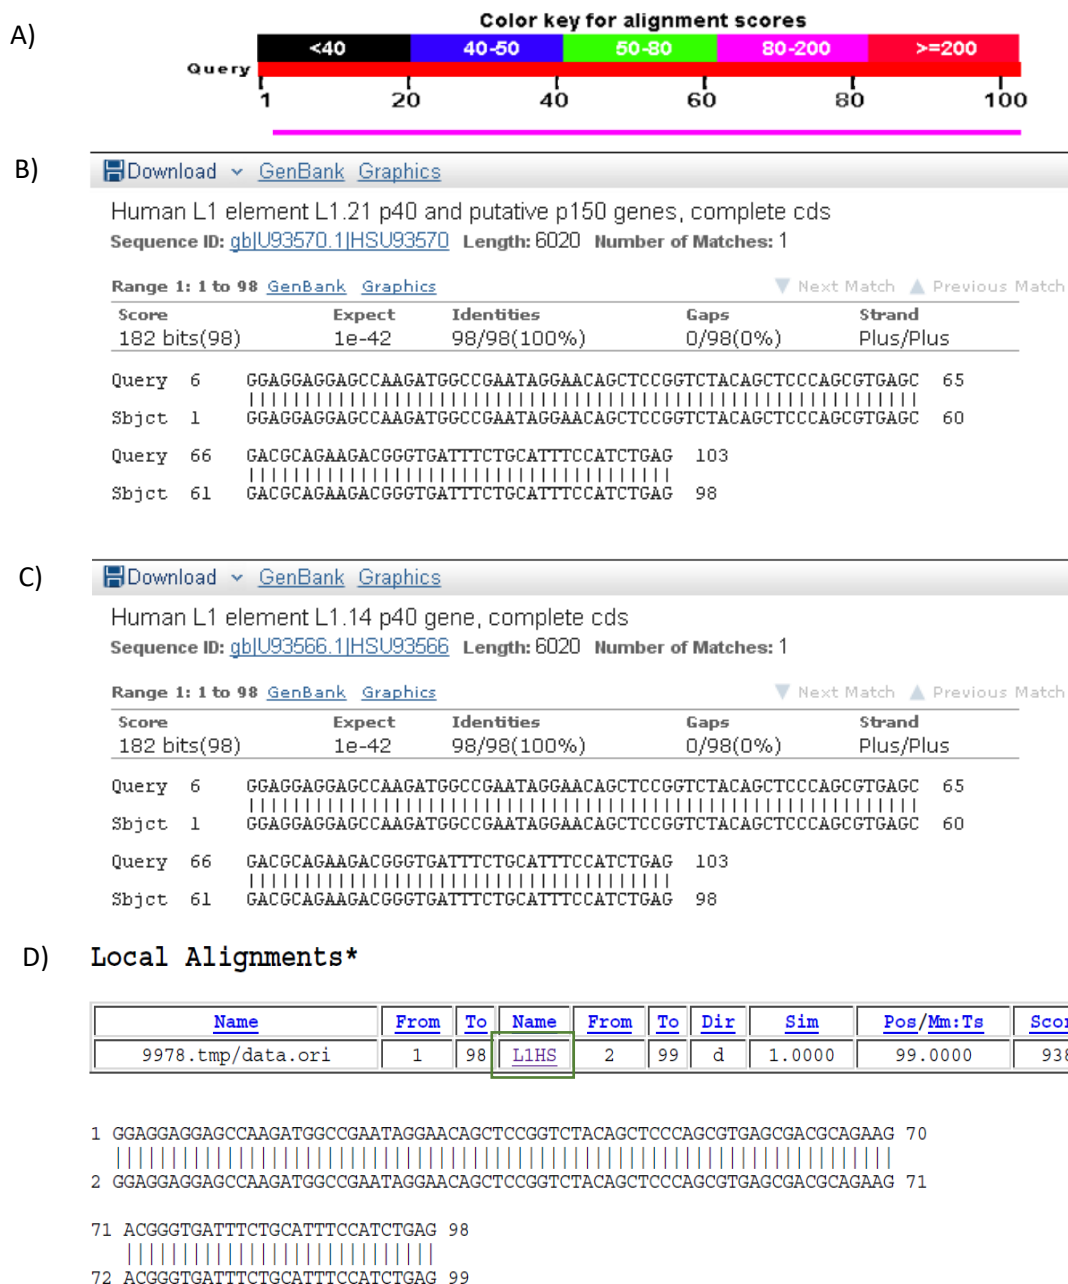 A)
Color key for alignment scores
<40 40-50 50-80 80-200 >=200
Query
1 20 40 60 80 100
B)
Download GenBank Graphics
Human L1 element L1.21 p40 and putative p150 genes, complete cds
Sequence ID: gb|U93570.1|HSU93570 Length: 6020 Number of Matches: 1
Range 1: 1 to 98 GenBank Graphics Next Match Previous Match
Score Expect Identities Gaps Strand
182 bits(98) 1e-42 98/98(100%) 0/98(0%) Plus/Plus
Query 6 GGAGGAGGAGCCAAGATGGCCGAATAGGAACAGCTCCGGTCTACAGCTCCCAGCGTGAGC 65
Sbjct 1 GGAGGAGGAGCCAAGATGGCCGAATAGGAACAGCTCCGGTCTACAGCTCCCAGCGTGAGC 60
Query 66 GACGCAGAAGACGGGTGATTTCTGCATTTCCATCTGAG 103
Sbjct 61 GACGCAGAAGACGGGTGATTTCTGCATTTCCATCTGAG 98
C)
Download GenBank Graphics
Human L1 element L1.14 p40 gene, complete cds
Sequence ID: gb|U93566.1|HSU93566 Length: 6020 Number of Matches: 1
Range 1: 1 to 98 GenBank Graphics Next Match Previous Match
Score Expect Identities Gaps Strand
182 bits(98) 1e-42 98/98(100%) 0/98(0%) Plus/Plus
Query 6 GGAGGAGGAGCCAAGATGGCCGAATAGGAACAGCTCCGGTCTACAGCTCCCAGCGTGAGC 65
Sbjct 1 GGAGGAGGAGCCAAGATGGCCGAATAGGAACAGCTCCGGTCTACAGCTCCCAGCGTGAGC 60
Query 66 GACGCAGAAGACGGGTGATTTCTGCATTTCCATCTGAG 103
Sbjct 61 GACGCAGAAGACGGGTGATTTCTGCATTTCCATCTGAG 98
D) Local Alignments*
Name From To Name From To Dir Sim Pos/Mm:Ts Scor
9978.tmp/data.ori 1 98 L1HS 2 99 d 1.0000 99.0000 938
1 GGAGGAGGAGCCAAGATGGCCGAATAGGAACAGCTCCGGTCTACAGCTCCCAGCGTGAGCGACGCAGAAG 70
2 GGAGGAGGAGCCAAGATGGCCGAATAGGAACAGCTCCGGTCTACAGCTCCCAGCGTGAGCGACGCAGAAG 71
71 ACGGGTGATTTCTGCATTTCCATCTGAG 98
72 ACGGGTGATTTCTGCATTTCCATCTGAG 99